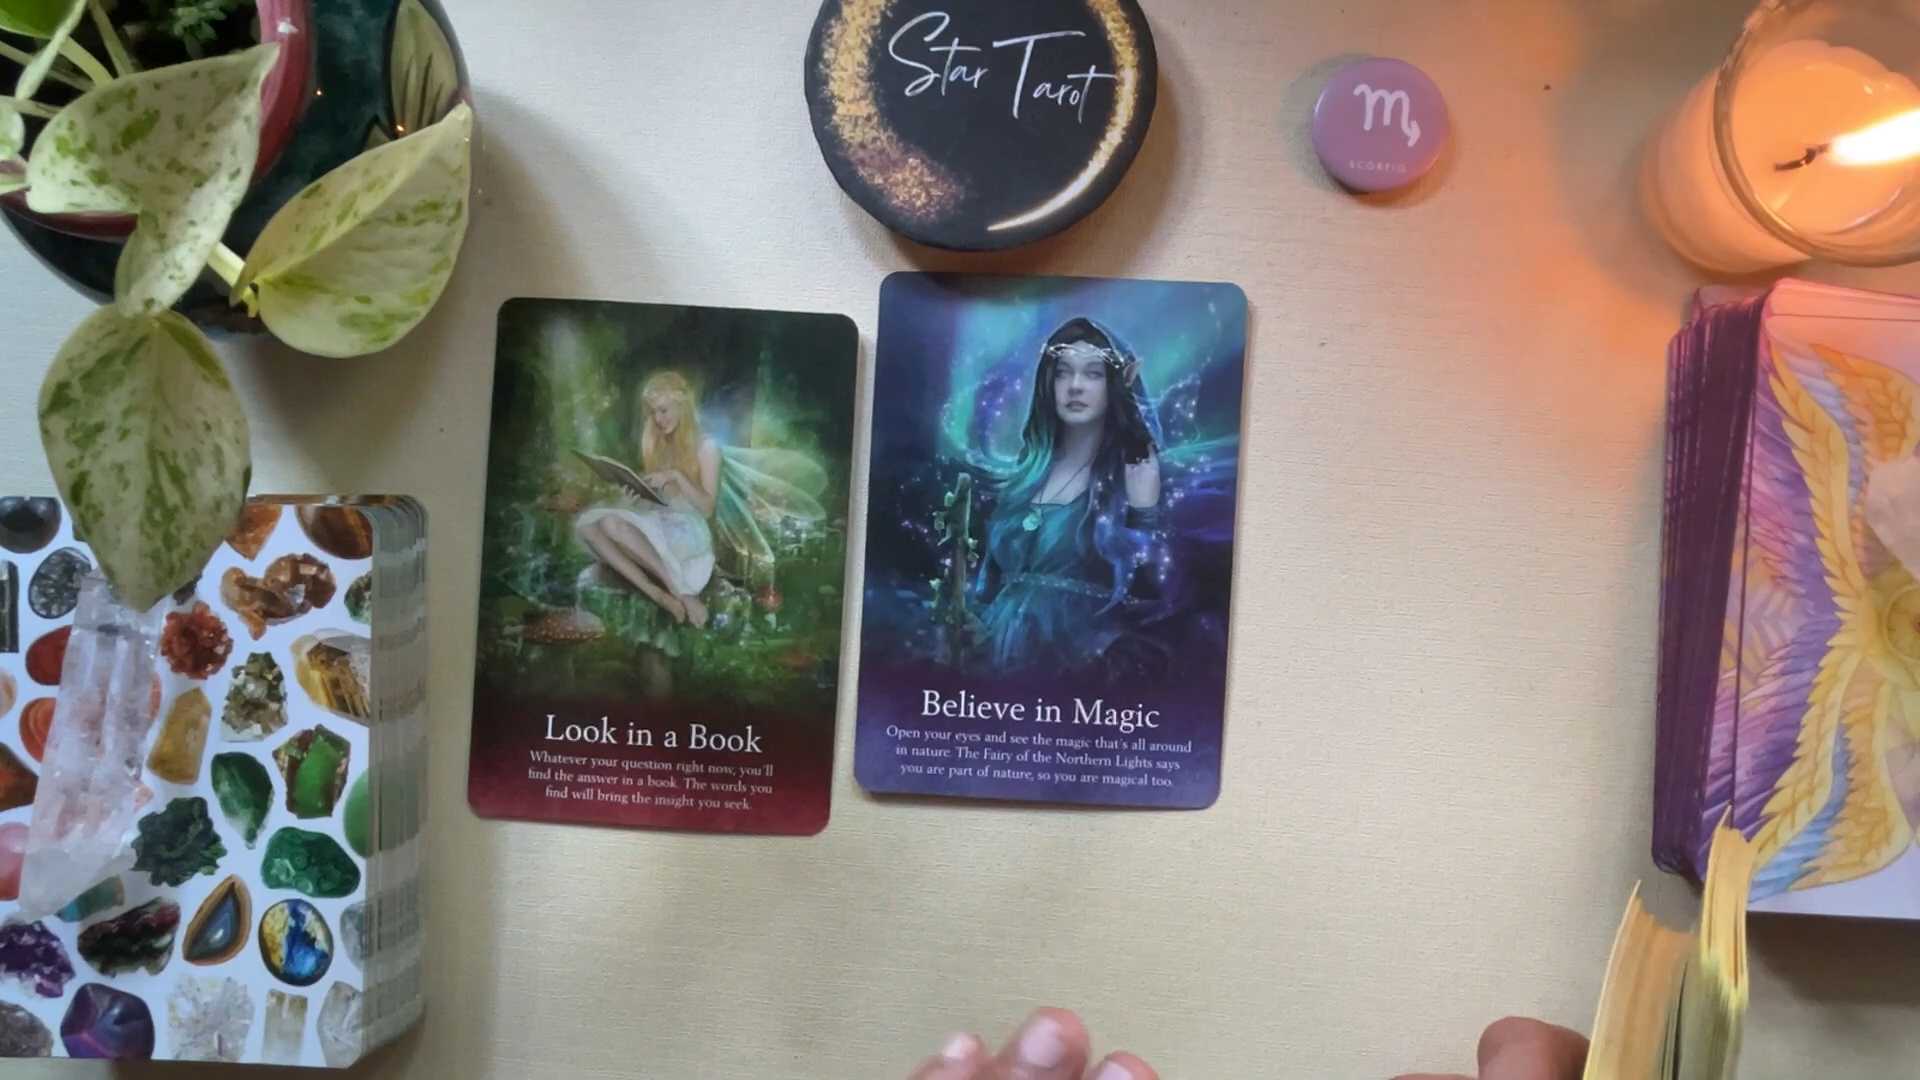 Star Tarot
SCORPIO
Look in a Book
Whatever your question right now, you'll
find the answer in a book. The words you
find will bring the insight you seek.
Believe in Magic
Open your eyes and see the magic that's all around
in nature. The Fairy of the Northern Lights says
you are part of nature, so you are magical too.